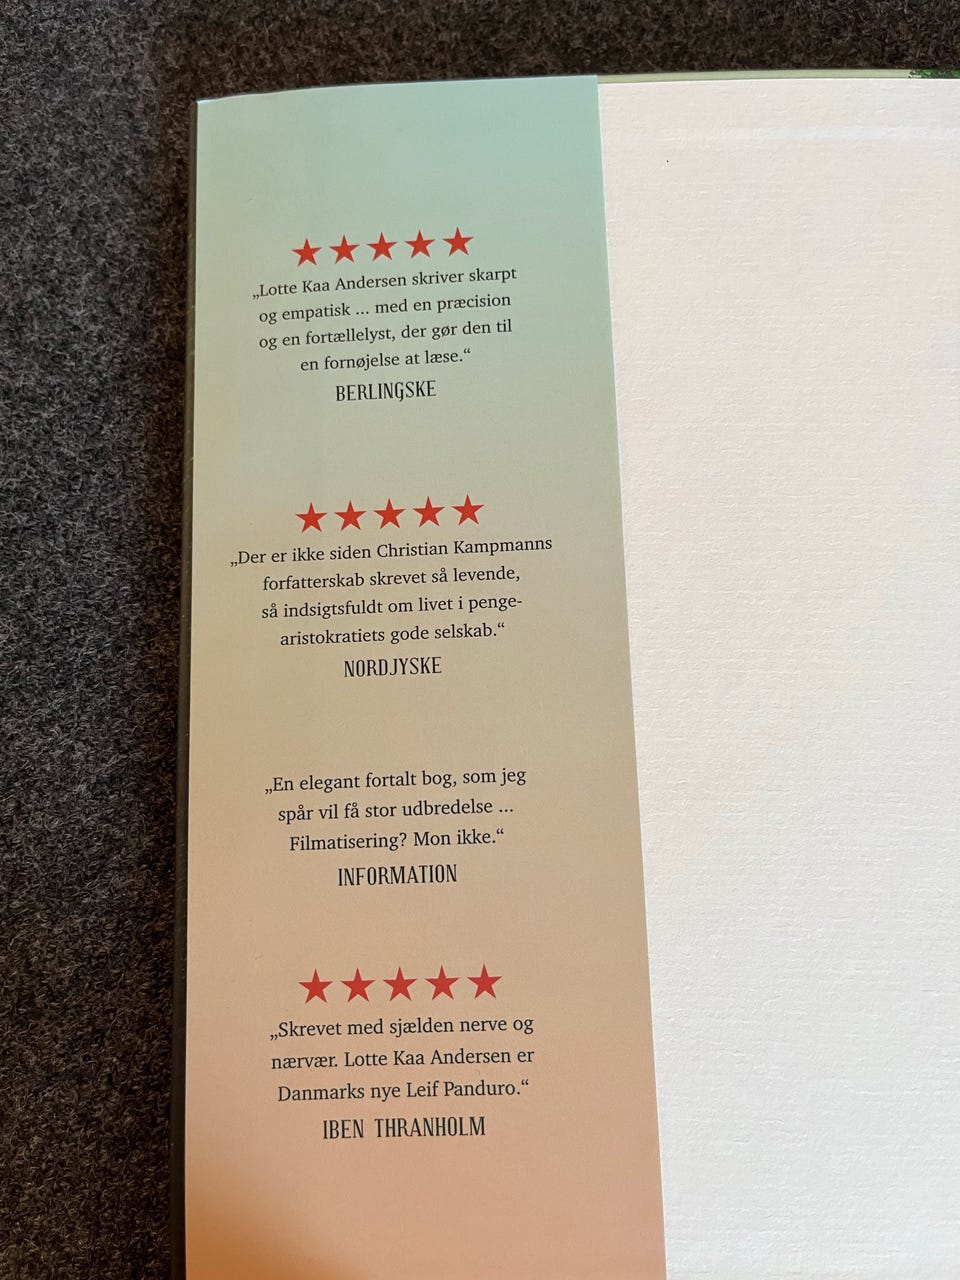 ★★★★★
„Lotte Kaa Andersen skriver skarpt
og empatisk ... med en præcision
og en fortællelyst, der gør den til
en fornøjelse at læse.“
BERLINGSKE
★★★★★
„Der er ikke siden Christian Kampmanns
forfatterskab skrevet så levende,
så indsigtsfuldt om livet i penge-
aristokratiets gode selskab.“
NORDJYSKE
„En elegant fortalt bog, som jeg
spår vil få stor udbredelse ...
Filmatisering? Mon ikke.“
INFORMATION
★★★★★
„Skrevet med sjælden nerve og
nærvær. Lotte Kaa Andersen er
Danmarks nye Leif Panduro.“
IBEN THRANHOLM